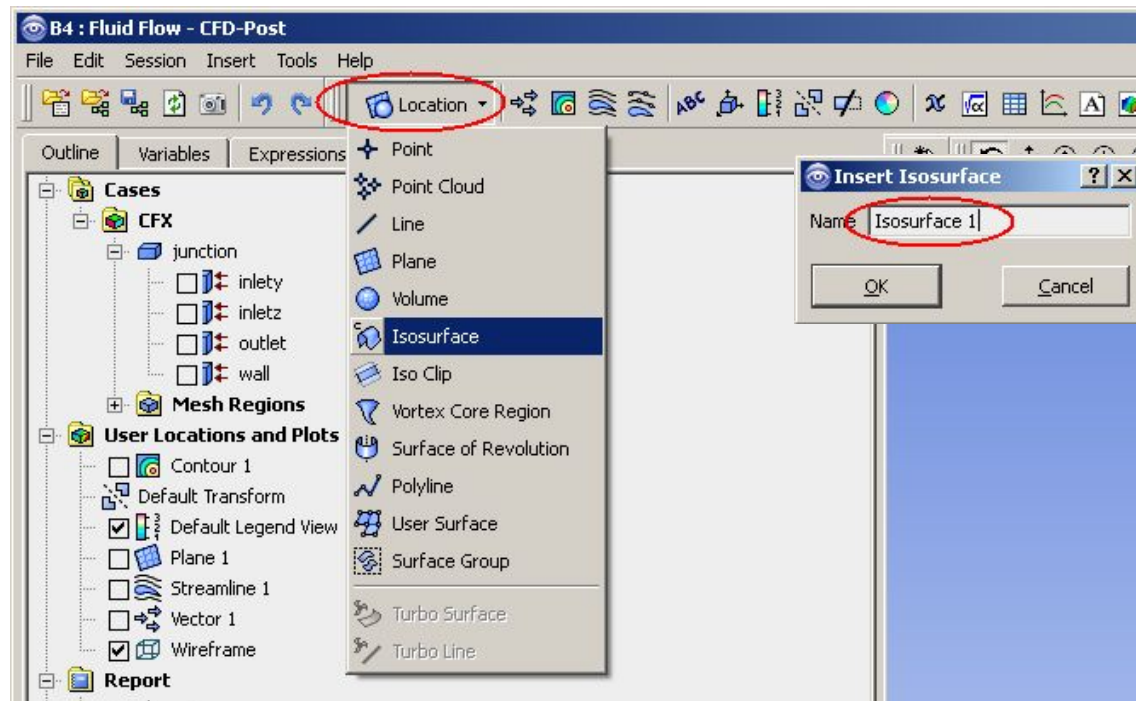 B4 : Fluid Flow - CFD-Post
File Edit Session Insert Tools Help
Location
Outline Variables Expressions
Cases
CFX
junction
inlety
inletz
outlet
wall
Mesh Regions
User Locations and Plots
Contour 1
Default Transform
Default Legend View
Plane 1
Streamline 1
Vector 1
Wireframe
Report
Point
Point Cloud
Line
Plane
Volume
Isosurface
Iso Clip
Vortex Core Region
Surface of Revolution
Polyline
User Surface
Surface Group
Turbo Surface
Turbo Line
Insert Isosurface
Name Isosurface 1
OK Cancel